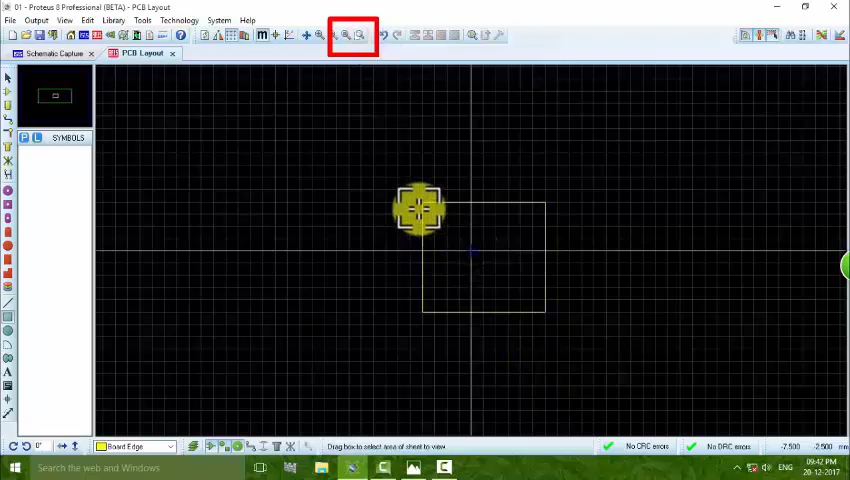 01 - Proteus 8 Professional (BETA) - PCB Layout
File Output View Edit Library Tools Technology System Help
Schematic Capture
PCB Layout
P L SYMBOLS
0°
Board Edge
Drag box to select area of sheet to view
No CRC errors
No DRC errors
-7.500
-2.500
mm
Search the web and Windows
ENG
09:42 PM
20-12-2017